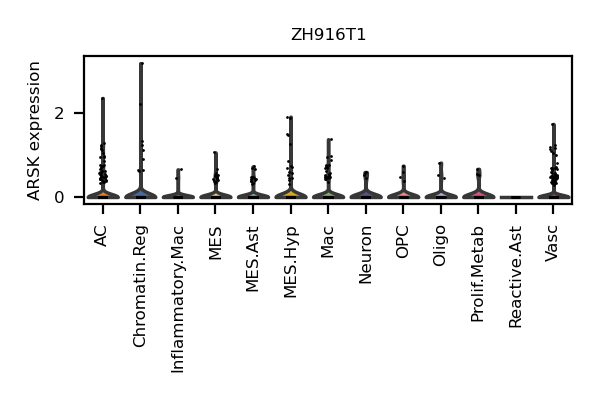 ZH916T1
ARSK expression
2
0
AC
Chromatin.Reg
Inflammatory.Mac
MES
MES.Ast
MES.Hyp
Mac
Neuron
OPC
Oligo
Prolif.Metab
Reactive.Ast
Vasc